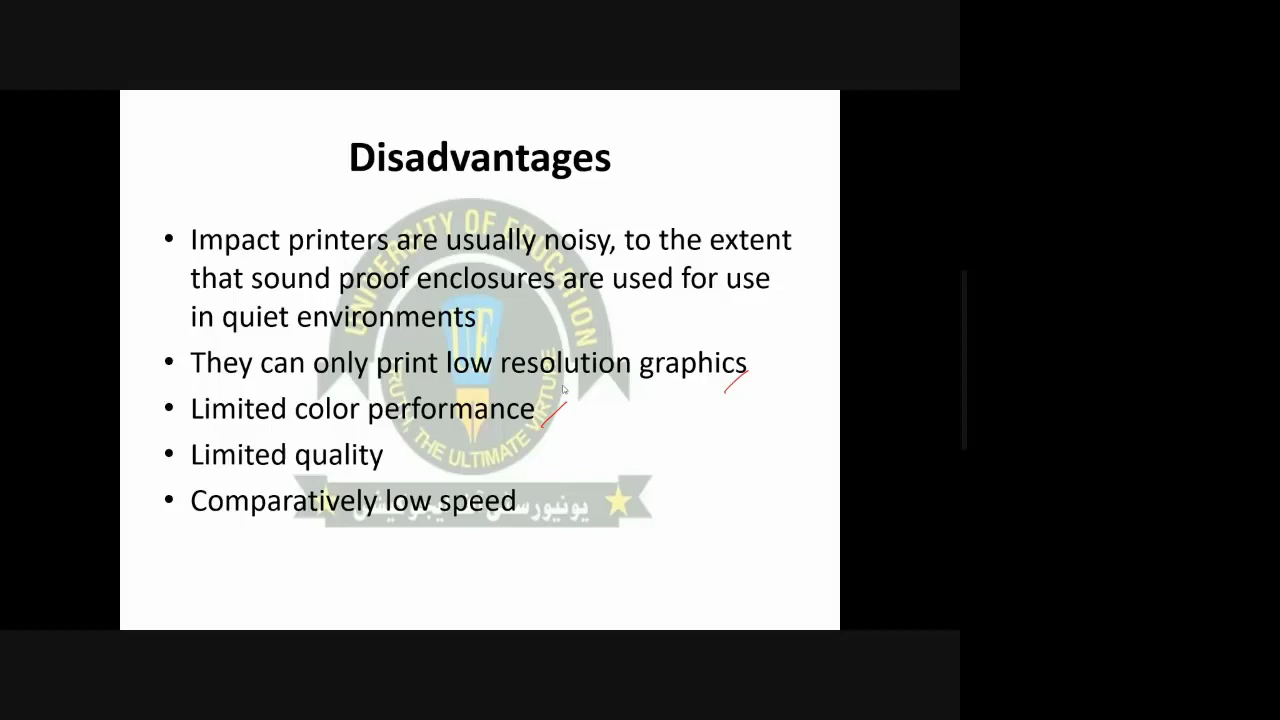 Disadvantages
• Impact printers are usually noisy, to the extent
that sound proof enclosures are used for use
in quiet environments
• They can only print low resolution graphics
• Limited color performance
• Limited quality
• Comparatively low speed
UNIVERSITY OF EDUCATION
THE ULTIMATE VIRTUE